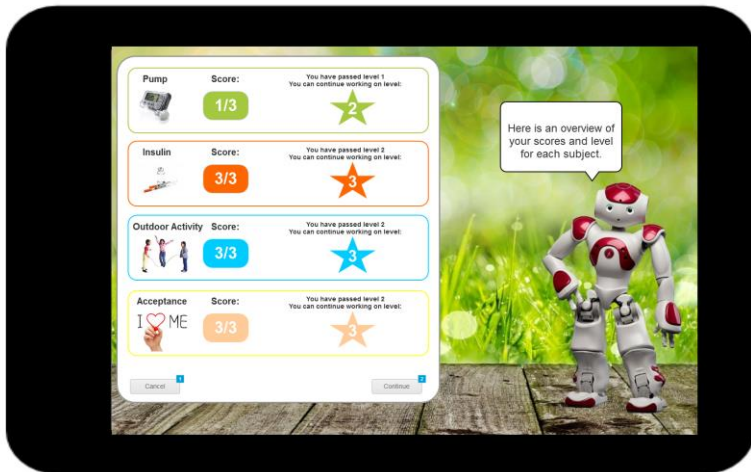 Pump
Score:
You have passed level 1
You can continue working on level:
1/3
2
Insulin
Score:
You have passed level 2
You can continue working on level:
3/3
3
Outdoor Activity
Score:
You have passed level 2
You can continue working on level:
3/3
3
Acceptance
Score:
You have passed level 2
You can continue working on level:
I ME
3/3
3
Cancel
1
Continue
2
Here is an overview of
your scores and level
for each subject.